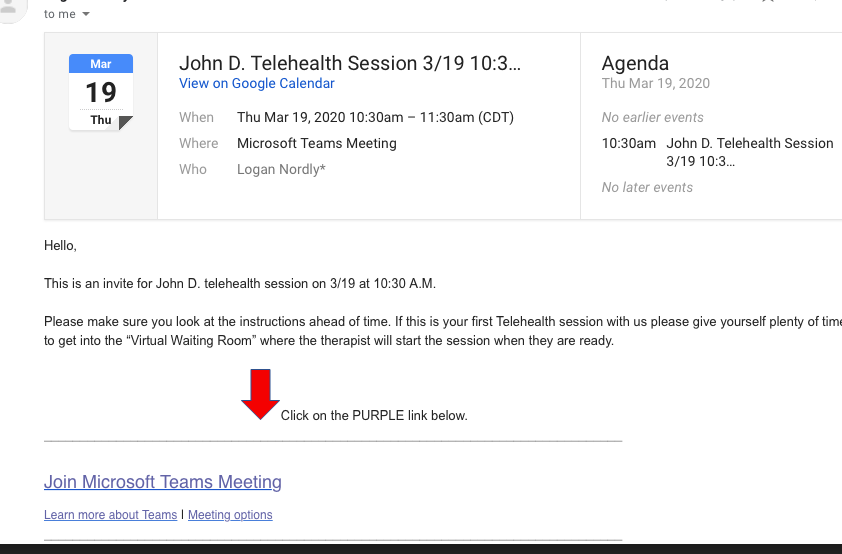 to me
Mar
19
Thu
John D. Telehealth Session 3/19 10:3...
View on Google Calendar
When Thu Mar 19, 2020 10:30am – 11:30am (CDT)
Where Microsoft Teams Meeting
Who Logan Nordly*
Agenda
Thu Mar 19, 2020
No earlier events
10:30am John D. Telehealth Session
3/19 10:3...
No later events
Hello,
This is an invite for John D. telehealth session on 3/19 at 10:30 A.M.
Please make sure you look at the instructions ahead of time. If this is your first Telehealth session with us please give yourself plenty of time
to get into the “Virtual Waiting Room” where the therapist will start the session when they are ready.
Click on the PURPLE link below.
Join Microsoft Teams Meeting
Learn more about Teams | Meeting options